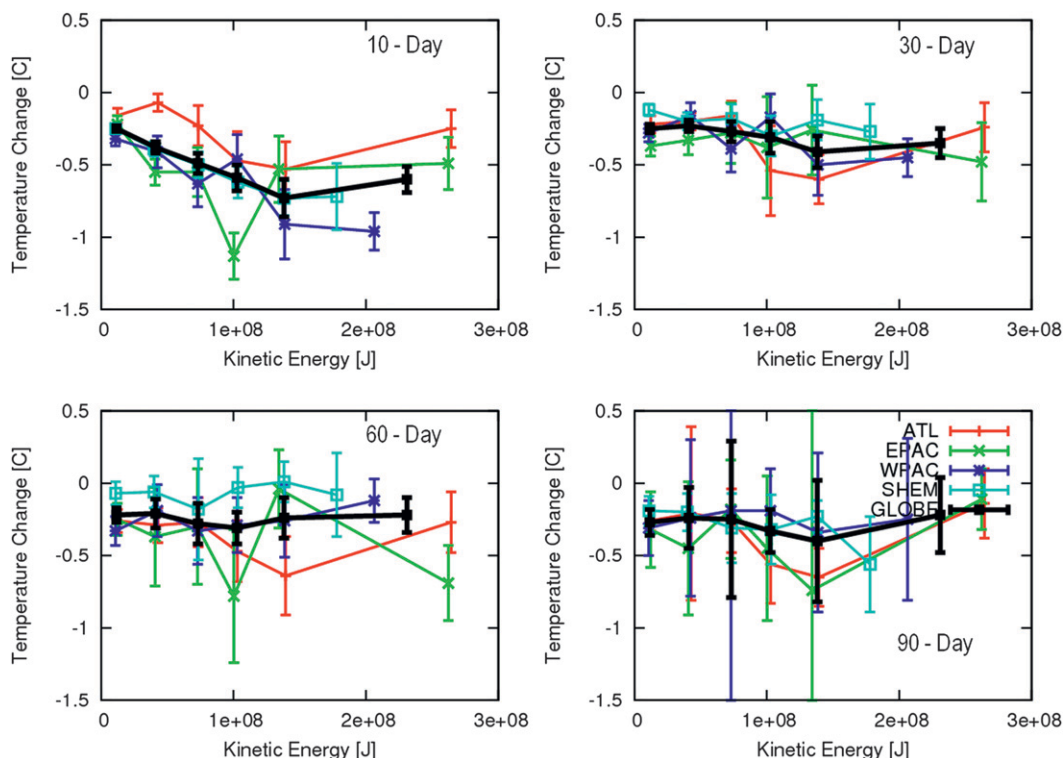 10 - Day
0.5
0
-0.5
-1
-1.5
Temperature Change [C]
0
1e+08
2e+08
3e+08
Kinetic Energy [J]
30 - Day
0.5
0
-0.5
-1
-1.5
Temperature Change [C]
0
1e+08
2e+08
3e+08
Kinetic Energy [J]
60 - Day
0.5
0
-0.5
-1
-1.5
Temperature Change [C]
0
1e+08
2e+08
3e+08
Kinetic Energy [J]
0.5
0
-0.5
-1
-1.5
Temperature Change [C]
ATL
EPAC
WPAC
SHEM
GLOBE
90 - Day
0
1e+08
2e+08
3e+08
Kinetic Energy [J]